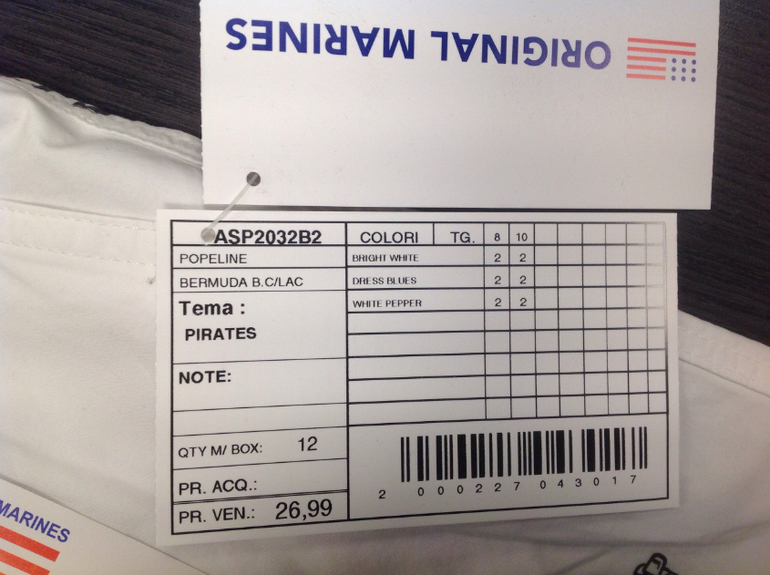 ORIGINAL MARINES
ASP2032B2 COLORI TG. 8 10
POPELINE BRIGHT WHITE 2 2
BERMUDA B.C/LAC DRESS BLUES 2 2
Tema : WHITE PEPPER 2 2
PIRATES
NOTE:
QTY M/ BOX: 12
PR. ACQ.:
PR. VEN.: 26,99
2 000227 043017
MARINES